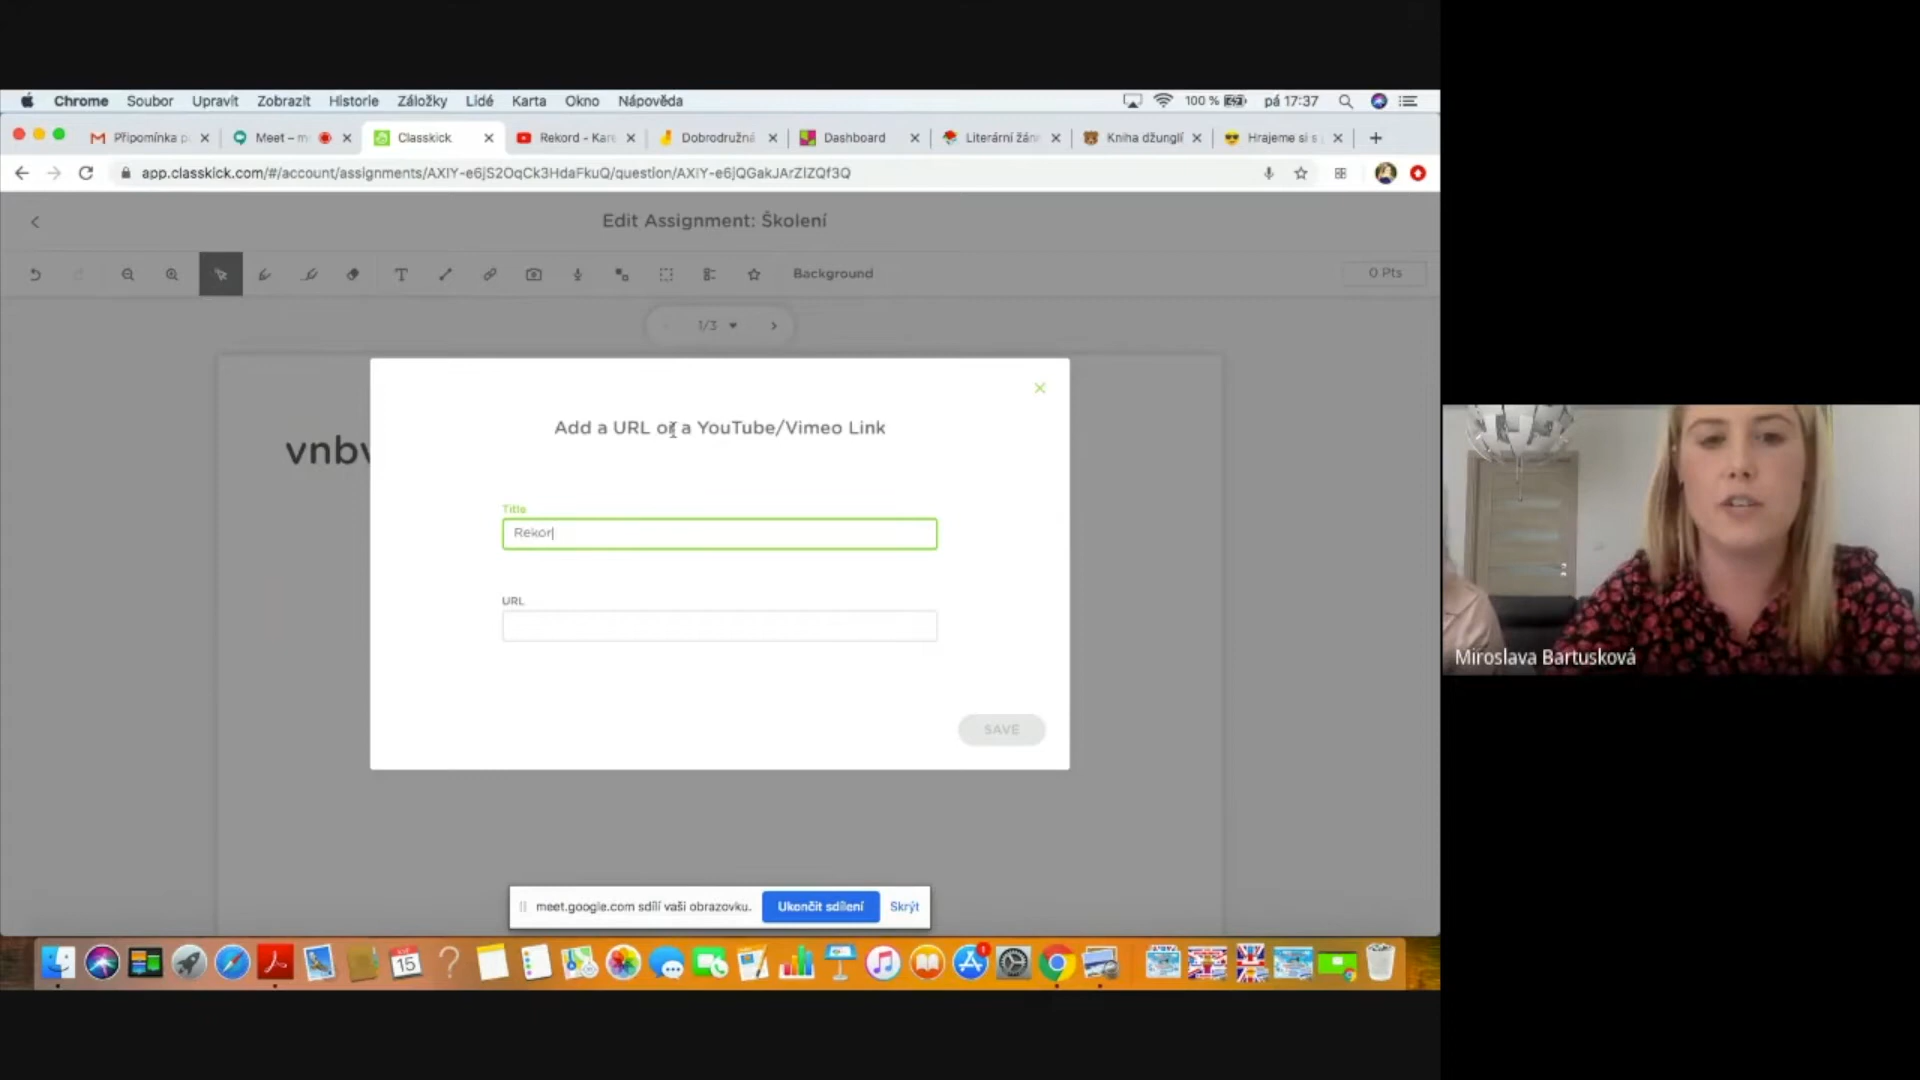 Chrome Soubor Upravit Zobrazit Historie Záložky Lidé Karta Okno Nápověda 100 % pá 17:37
Připomínka p Meet – m Classkick Rekord - Kar Dobrodružná Dashboard Literární žán Kniha džunglí Hrajeme si s
app.classkick.com/#/account/assignments/AXIY-e6jS2OqCk3HdaFkuQ/question/AXIY-e6jQGakJArZIZQf3Q
Edit Assignment: Školení
Background 0 Pts
1/3
vnbv
Add a URL or a YouTube/Vimeo Link
Title
Rekor
URL
SAVE
Miroslava Bartusková
meet.google.com sdílí vaši obrazovku. Ukončit sdílení Skrýt
15